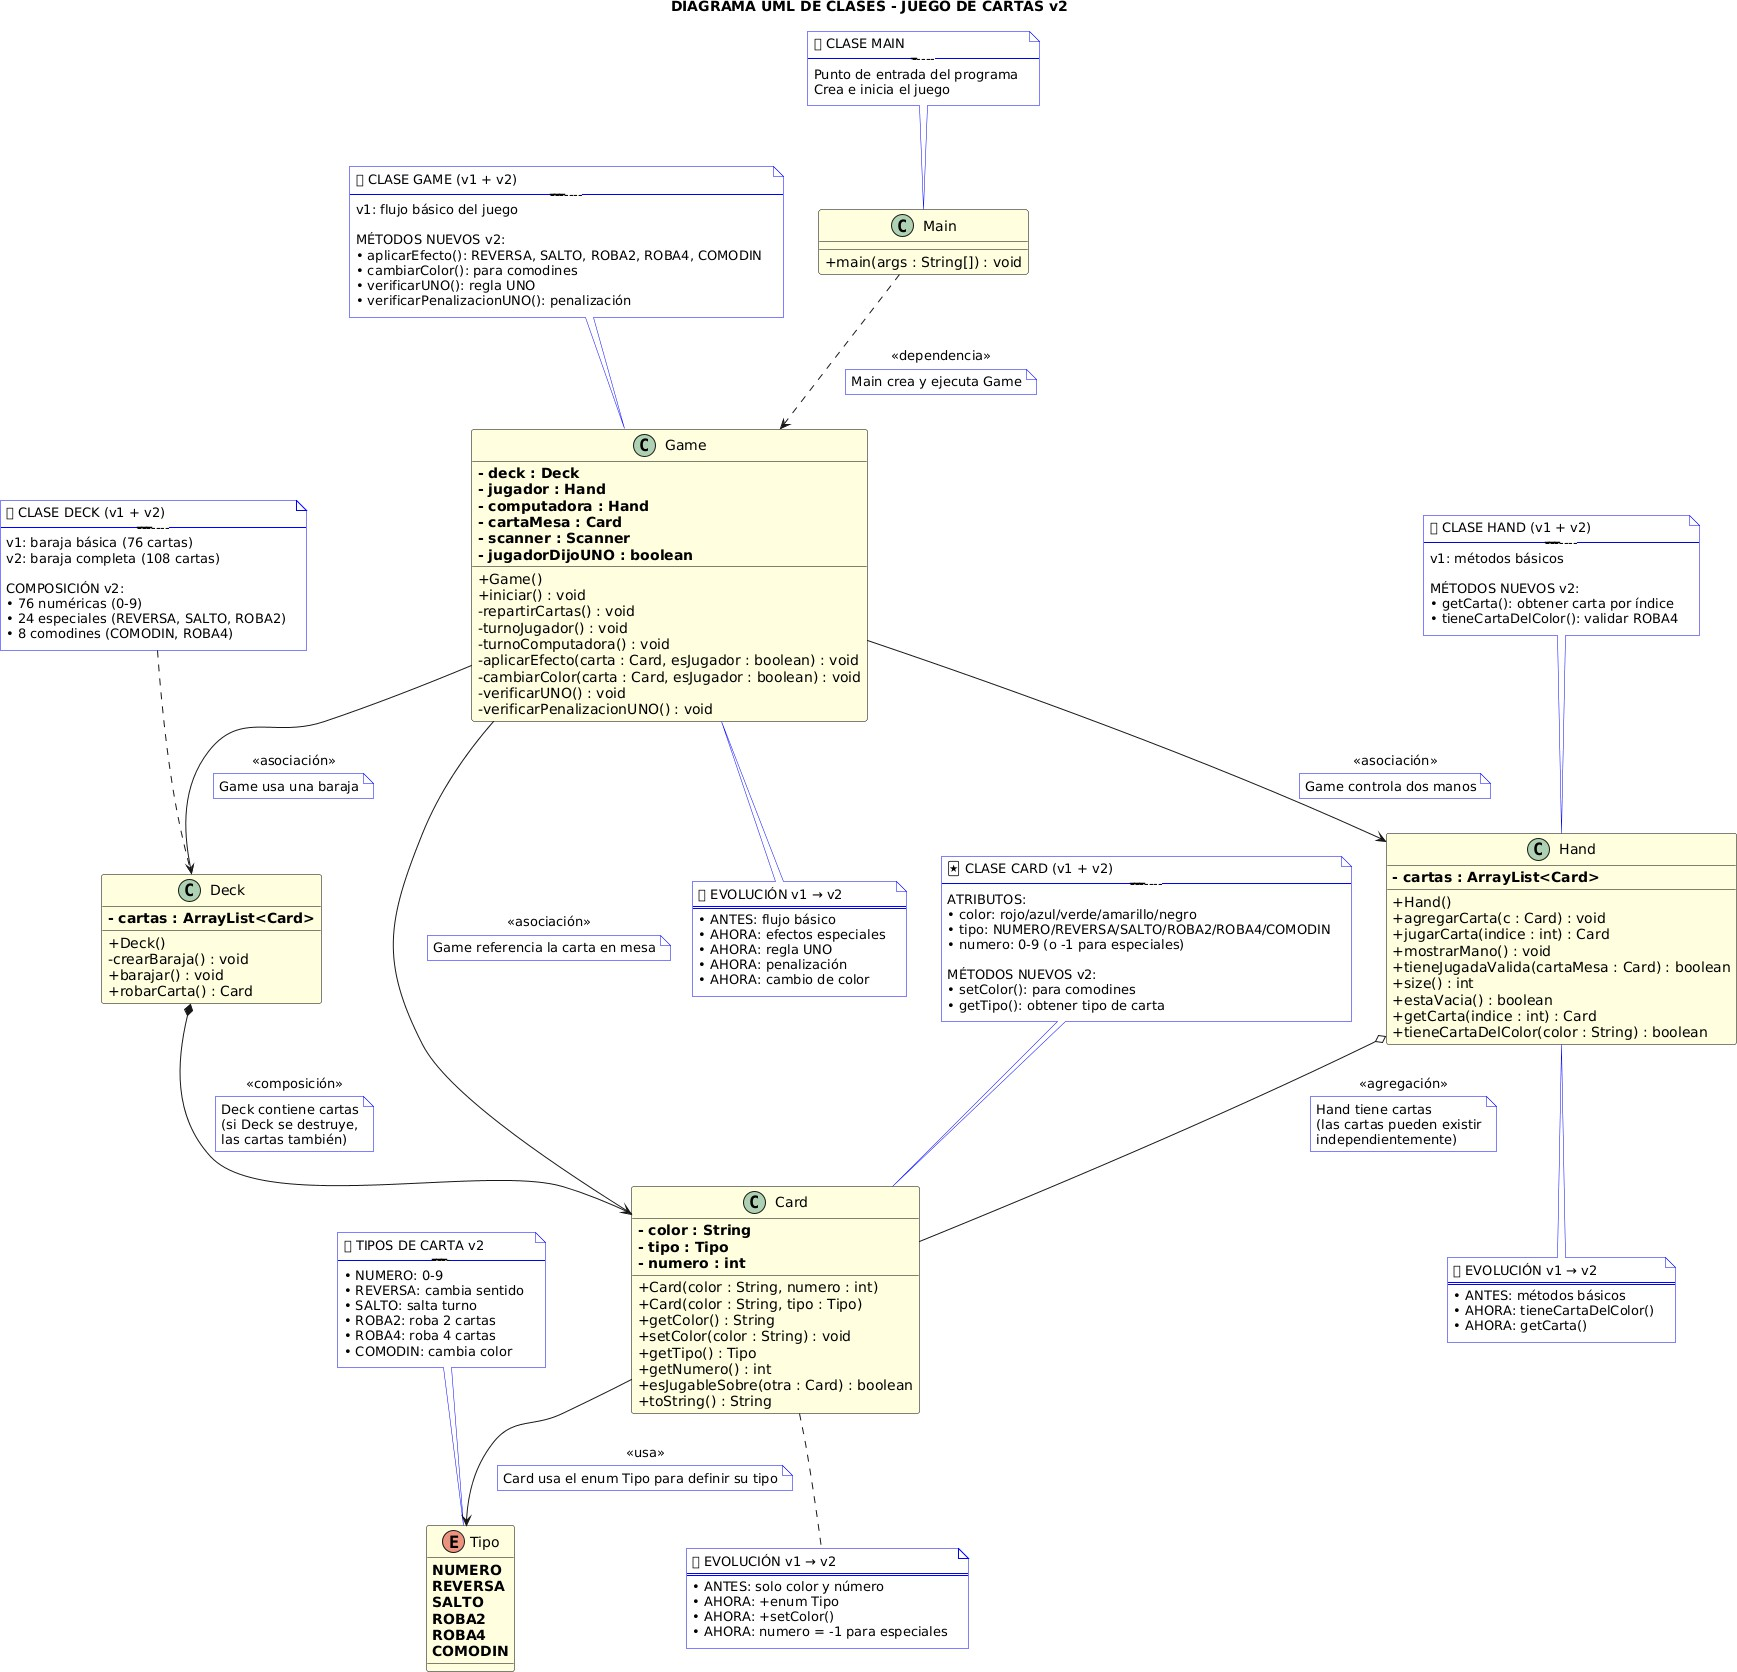 DIAGRAMA UML DE CLASES - JUEGO DE CARTAS v2
CLASE MAIN
Punto de entrada del programa
Crea e inicia el juego
CLASE GAME (v1 + v2)
v1: flujo básico del juego
MÉTODOS NUEVOS v2:
• aplicarEfecto(): REVERSA, SALTO, ROBA2, ROBA4, COMODIN
• cambiarColor(): para comodines
• verificarUNO(): regla UNO
• verificarPenalizacionUNO(): penalización
C Main
+main(args : String[]) : void
«dependencia»
Main crea y ejecuta Game
C Game
- deck : Deck
- jugador : Hand
- computadora : Hand
- cartaMesa : Card
- scanner : Scanner
- jugadorDijoUNO : boolean
+Game()
+iniciar() : void
-repartirCartas() : void
-turnoJugador() : void
-turnoComputadora() : void
-aplicarEfecto(carta : Card, esJugador : boolean) : void
-cambiarColor(carta : Card, esJugador : boolean) : void
-verificarUNO() : void
-verificarPenalizacionUNO() : void
CLASE DECK (v1 + v2)
v1: baraja básica (76 cartas)
v2: baraja completa (108 cartas)
COMPOSICIÓN v2:
• 76 numéricas (0-9)
• 24 especiales (REVERSA, SALTO, ROBA2)
• 8 comodines (COMODIN, ROBA4)
CLASE HAND (v1 + v2)
v1: métodos básicos
MÉTODOS NUEVOS v2:
• getCarta(): obtener carta por índice
• tieneCartaDelColor(): validar ROBA4
«asociación»
Game usa una baraja
«asociación»
Game controla dos manos
C Deck
- cartas : ArrayList<Card>
+Deck()
-crearBaraja() : void
+barajar() : void
+robarCarta() : Card
«asociación»
Game referencia la carta en mesa
EVOLUCIÓN v1 → v2
• ANTES: flujo básico
• AHORA: efectos especiales
• AHORA: regla UNO
• AHORA: penalización
• AHORA: cambio de color
CLASE CARD (v1 + v2)
ATRIBUTOS:
• color: rojo/azul/verde/amarillo/negro
• tipo: NUMERO/REVERSA/SALTO/ROBA2/ROBA4/COMODIN
• numero: 0-9 (o -1 para especiales)
MÉTODOS NUEVOS v2:
• setColor(): para comodines
• getTipo(): obtener tipo de carta
C Hand
- cartas : ArrayList<Card>
+Hand()
+agregarCarta(c : Card) : void
+jugarCarta(indice : int) : Card
+mostrarMano() : void
+tieneJugadaValida(cartaMesa : Card) : boolean
+size() : int
+estaVacia() : boolean
+getCarta(indice : int) : Card
+tieneCartaDelColor(color : String) : boolean
«composición»
Deck contiene cartas
(si Deck se destruye,
las cartas también)
«agregación»
Hand tiene cartas
(las cartas pueden existir
independientemente)
C Card
- color : String
- tipo : Tipo
- numero : int
+Card(color : String, numero : int)
+Card(color : String, tipo : Tipo)
+getColor() : String
+setColor(color : String) : void
+getTipo() : Tipo
+getNumero() : int
+esJugableSobre(otra : Card) : boolean
+toString() : String
TIPOS DE CARTA v2
• NUMERO: 0-9
• REVERSA: cambia sentido
• SALTO: salta turno
• ROBA2: roba 2 cartas
• ROBA4: roba 4 cartas
• COMODIN: cambia color
EVOLUCIÓN v1 → v2
• ANTES: métodos básicos
• AHORA: tieneCartaDelColor()
• AHORA: getCarta()
«usa»
Card usa el enum Tipo para definir su tipo
E Tipo
NUMERO
REVERSA
SALTO
ROBA2
ROBA4
COMODIN
EVOLUCIÓN v1 → v2
• ANTES: solo color y número
• AHORA: +enum Tipo
• AHORA: +setColor()
• AHORA: numero = -1 para especiales